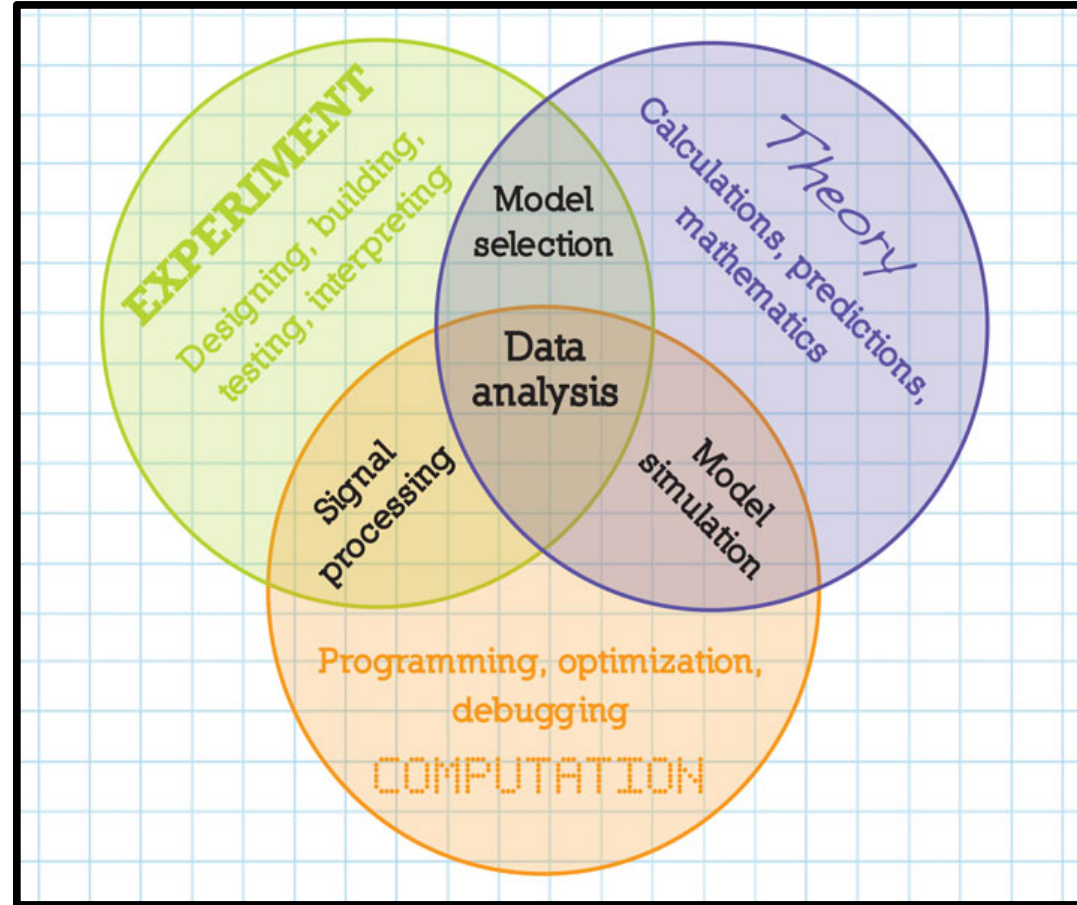 EXPERIMENT
Designing, building,
testing, interpreting
Theory
Calculations, predictions,
mathematics
Model
selection
Data
analysis
Signal
processing
Model
simulation
Programming, optimization,
debugging
COMPUTATION